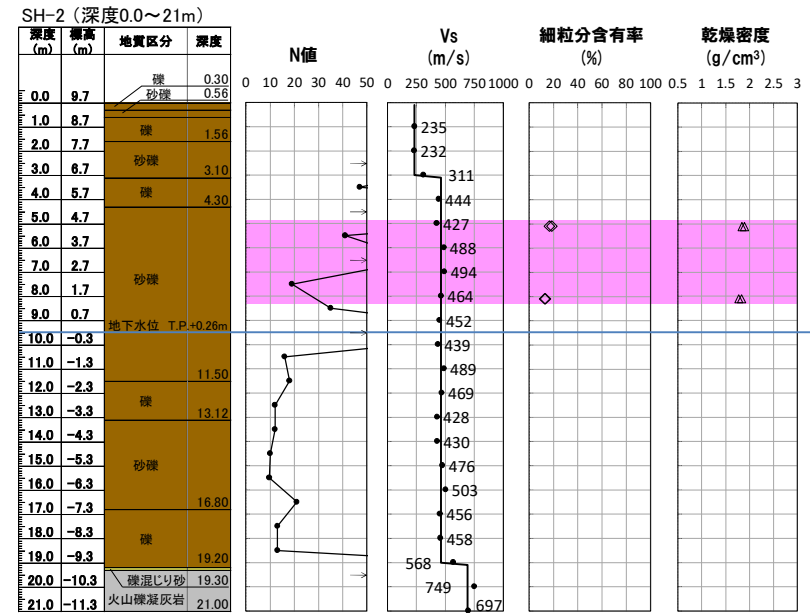 SH-2（深度0.0～21m）
深度 標高 地質区分 深度
(m) (m)
N値
Vs
(m/s)
細粒分含有率
(%)
乾燥密度
(g/cm³)
0 10 20 30 40 50
0 250 500 750 1000
0 20 40 60 80 100
0.5 1 1.5 2 2.5 3
礫 0.30
砂礫 0.56
0.0 9.7
1.0 8.7
礫 1.56
2.0 7.7
砂礫 3.10
3.0 6.7
礫 4.30
4.0 5.7
5.0 4.7
6.0 3.7
7.0 2.7
砂礫
8.0 1.7
9.0 0.7
地下水位 T.P.+0.26m
10.0 −0.3
11.0 −1.3
11.50
12.0 −2.3
礫 13.12
13.0 −3.3
14.0 −4.3
15.0 −5.3
砂礫
16.0 −6.3
16.80
17.0 −7.3
18.0 −8.3
礫
19.0 −9.3
19.20
20.0 −10.3
礫混じり砂 19.30
21.0 −11.3
火山礫凝灰岩 21.00
235
232
311
444
427
488
494
464
452
439
489
469
428
430
476
503
456
458
568
749
697